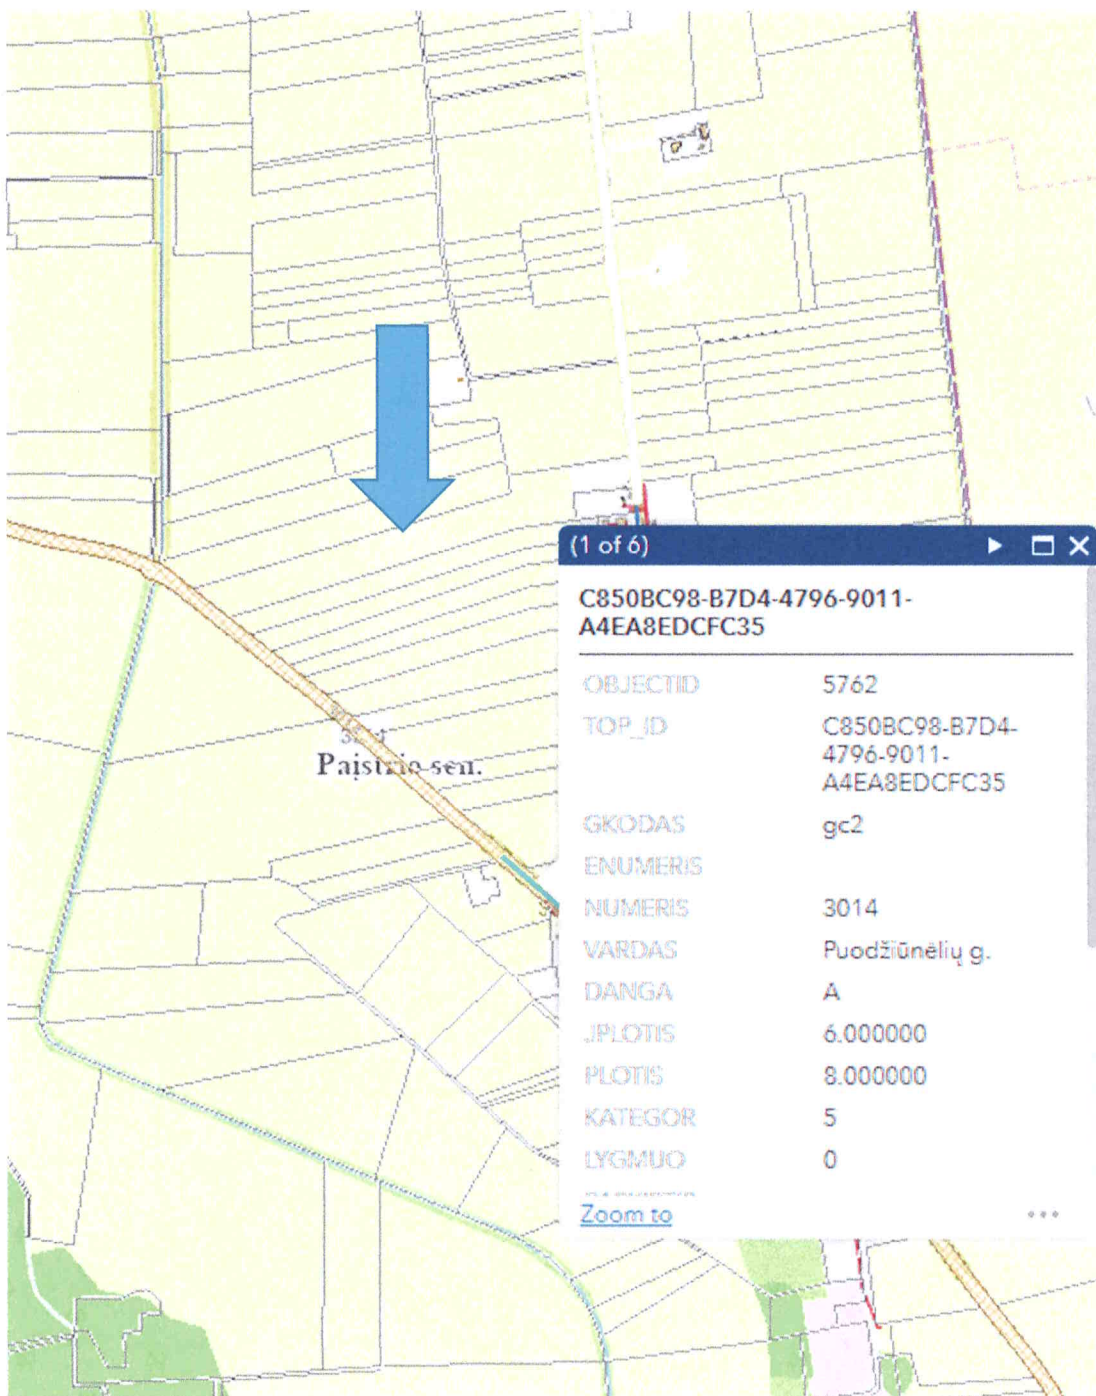 Paįstrio sen.
(1 of 6)
C850BC98-B7D4-4796-9011-
A4EA8EDCFC35
OBJECTID 5762
TOP_ID C850BC98-B7D4-
4796-9011-
A4EA8EDCFC35
GKODAS gc2
ENUMERIS
NUMERIS 3014
VARDAS Puodžiūnėlių g.
DANGA A
JPLOTIS 6.000000
PLOTIS 8.000000
KATEGOR 5
LYGMUO 0
Zoom to